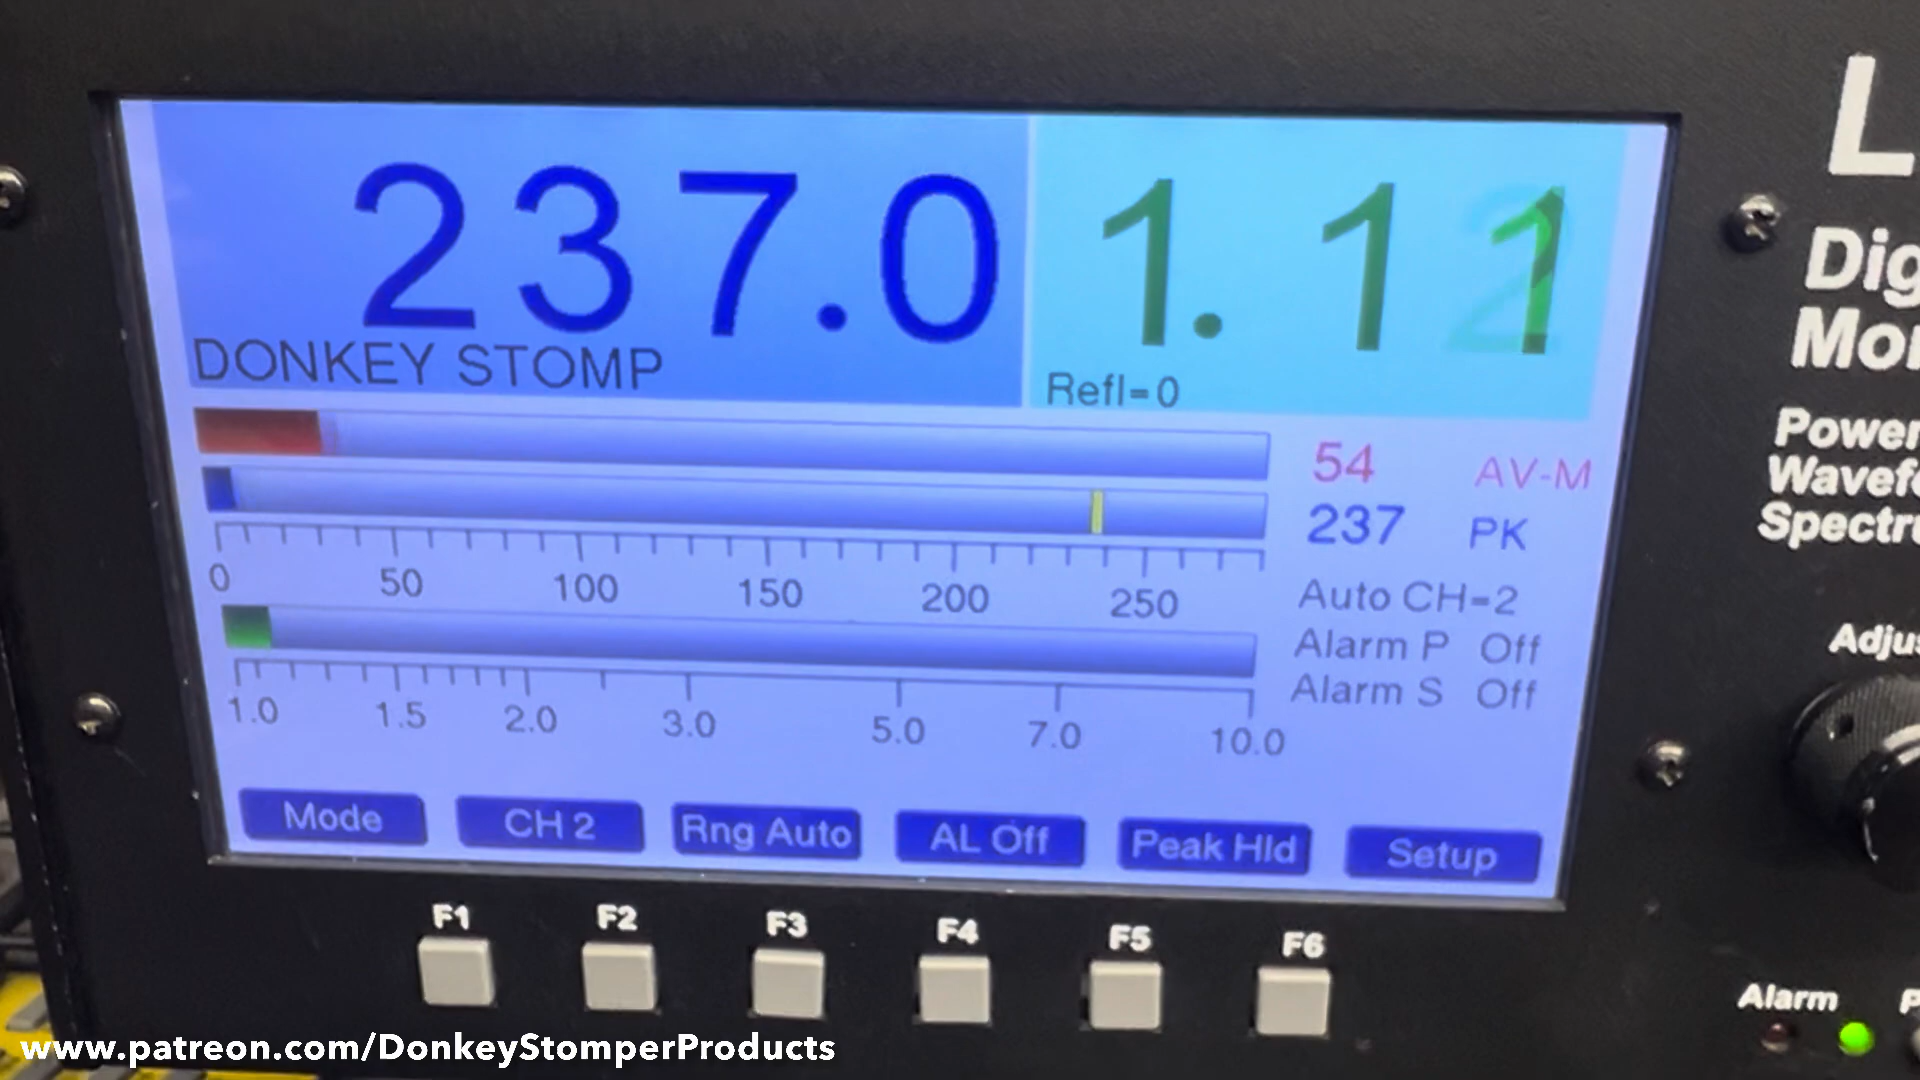 237.0
1.11
DONKEY STOMP
Refl=0
54 AV-M
237 PK
0 50 100 150 200 250
Auto CH=2
Alarm P Off
Alarm S Off
1.0 1.5 2.0 3.0 5.0 7.0 10.0
Mode CH 2 Rng Auto AL Off Peak Hld Setup
F1 F2 F3 F4 F5 F6
L
Dig
Mo
Power
Wavef
Spectr
Adju
Alarm P
www.patreon.com/DonkeyStomperProducts